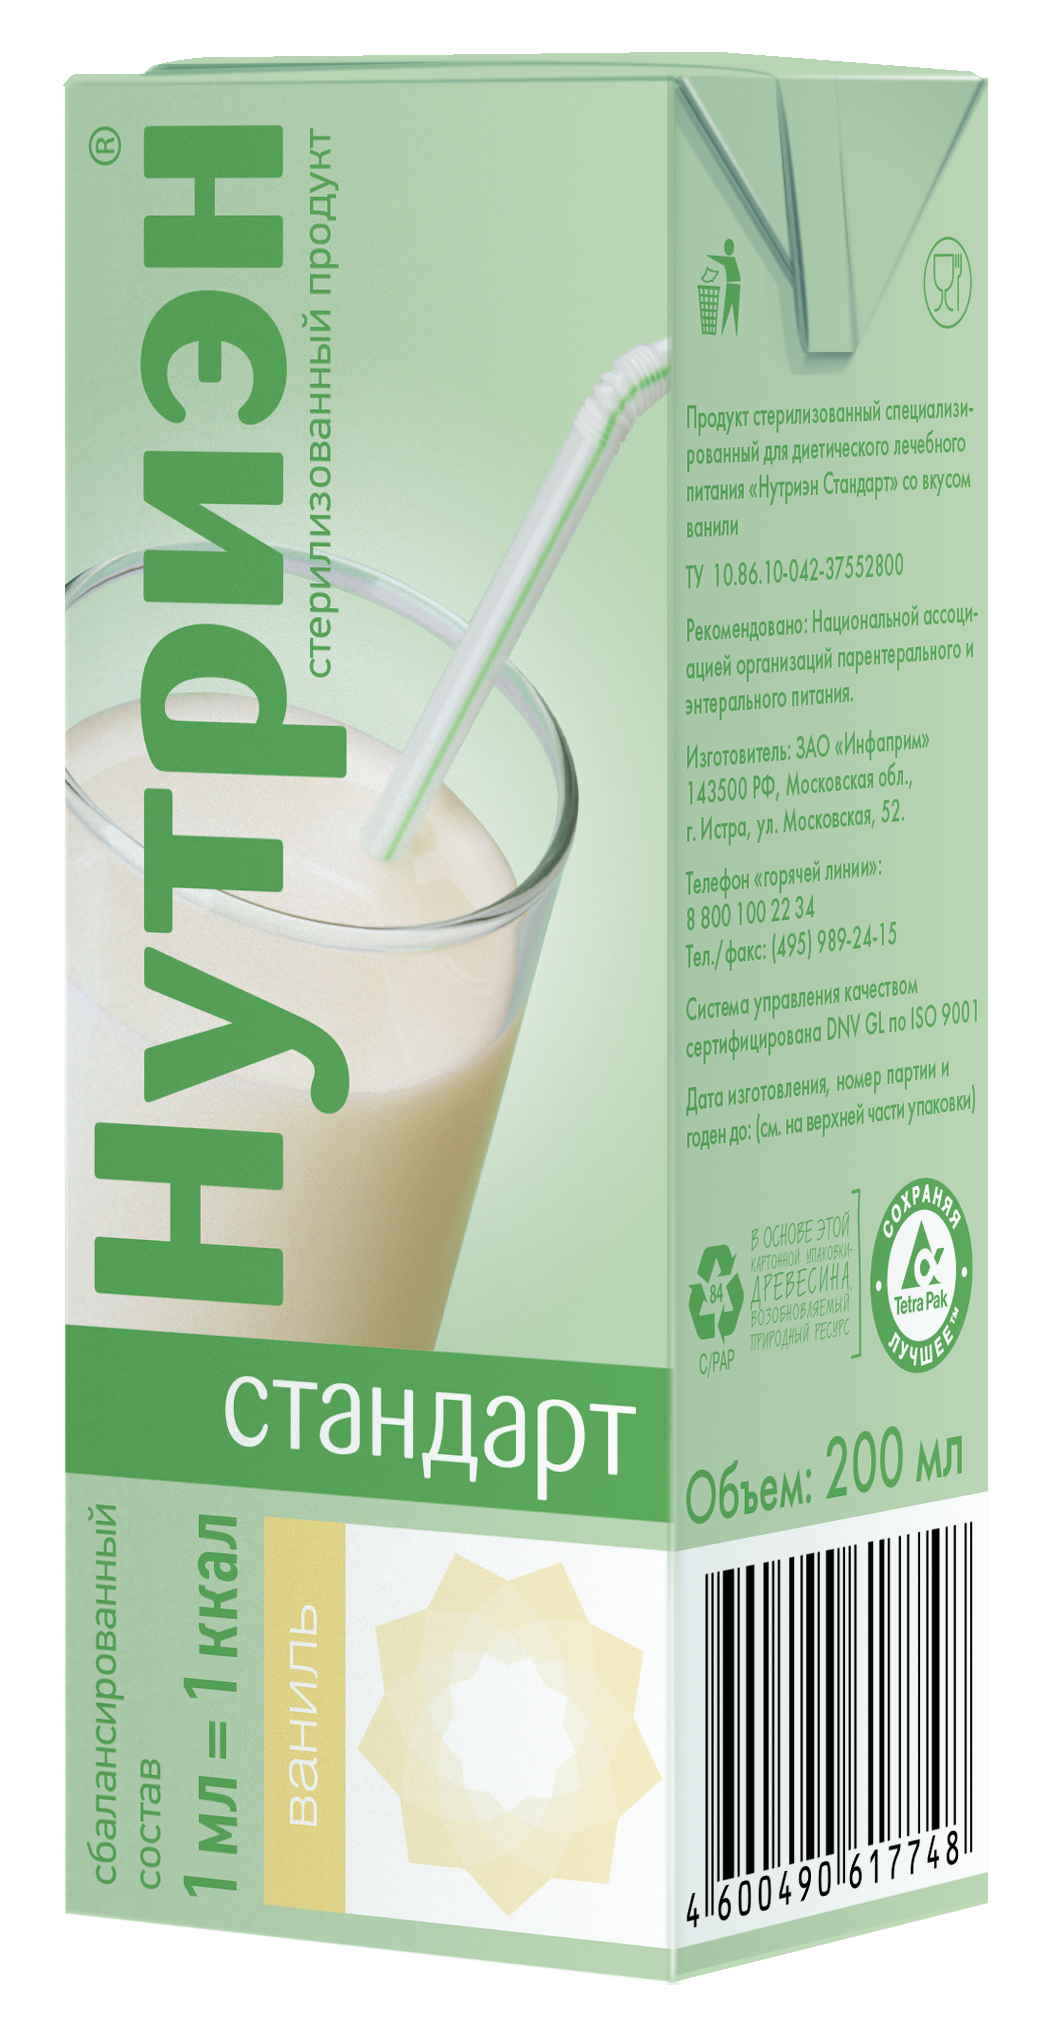 Нутриэн®
стерилизованный продукт
стандарт
сбалансированный
состав
1 мл = 1 ккал
ваниль
Продукт стерилизованный специализи-
рованный для диетического лечебного
питания «Нутриэн Стандарт» со вкусом
ванили
ТУ 10.86.10-042-37552800
Рекомендовано: Национальной ассоци-
ацией организаций парентерального и
энтерального питания.
Изготовитель: ЗАО «Инфаприм»
143500 РФ, Московская обл.,
г. Истра, ул. Московская, 52.
Телефон «горячей линии»:
8 800 100 22 34
Тел./факс: (495) 989-24-15
Система управления качеством
сертифицирована DNV GL по ISO 9001
Дата изготовления, номер партии и
годен до: (см. на верхней части упаковки)
84
C/PAP
В ОСНОВЕ ЭТОЙ
КАРТОННОЙ УПАКОВКИ-
ДРЕВЕСИНА,
ВОЗОБНОВЛЯЕМЫЙ
ПРИРОДНЫЙ РЕСУРС
СОХРАНЯЯ
Tetra Pak
ЛУЧШЕЕ™
Объем: 200 мл
4 600490 617748